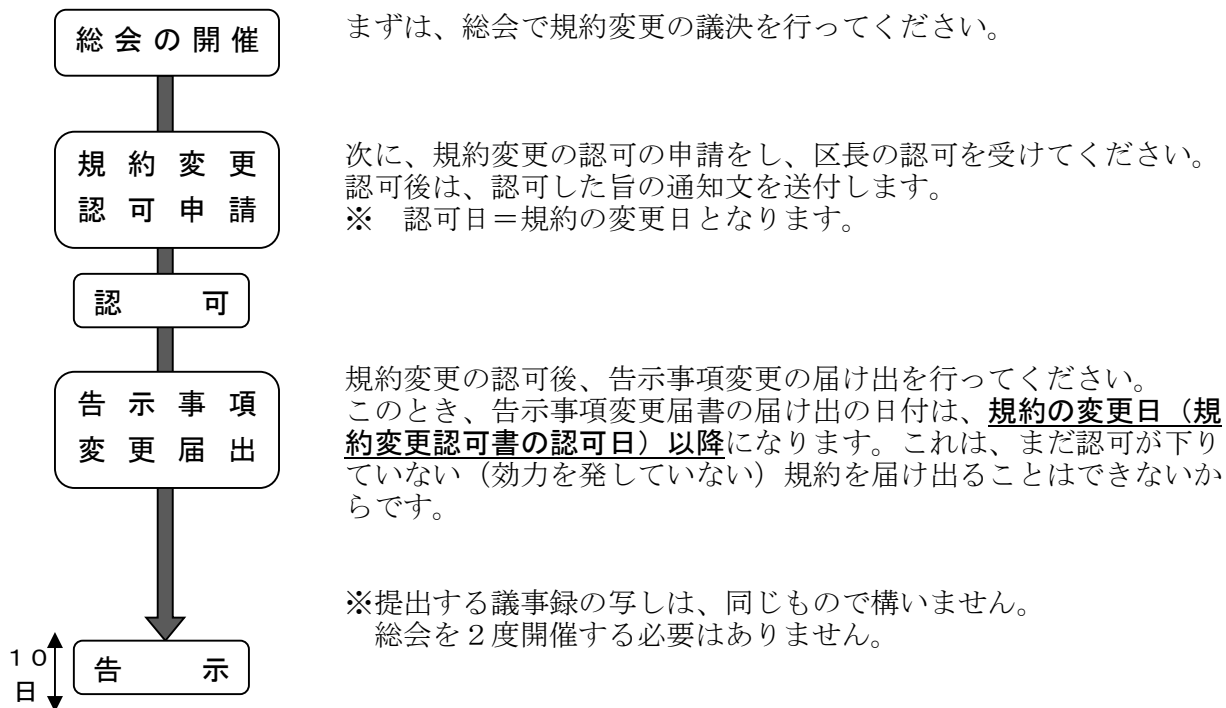 総会の開催
まずは、総会で規約変更の議決を行ってください。
規約変更
認可申請
次に、規約変更の認可の申請をし、区長の認可を受けてください。
認可後は、認可した旨の通知文を送付します。
※　認可日＝規約の変更日となります。
認　可
告示事項
変更届出
規約変更の認可後、告示事項変更の届け出を行ってください。
このとき、告示事項変更届書の届け出の日付は、規約の変更日（規
約変更認可書の認可日）以降になります。これは、まだ認可が下り
ていない（効力を発していない）規約を届け出ることはできないか
らです。
※提出する議事録の写しは、同じもので構いません。
総会を２度開催する必要はありません。
１０
日
告　示